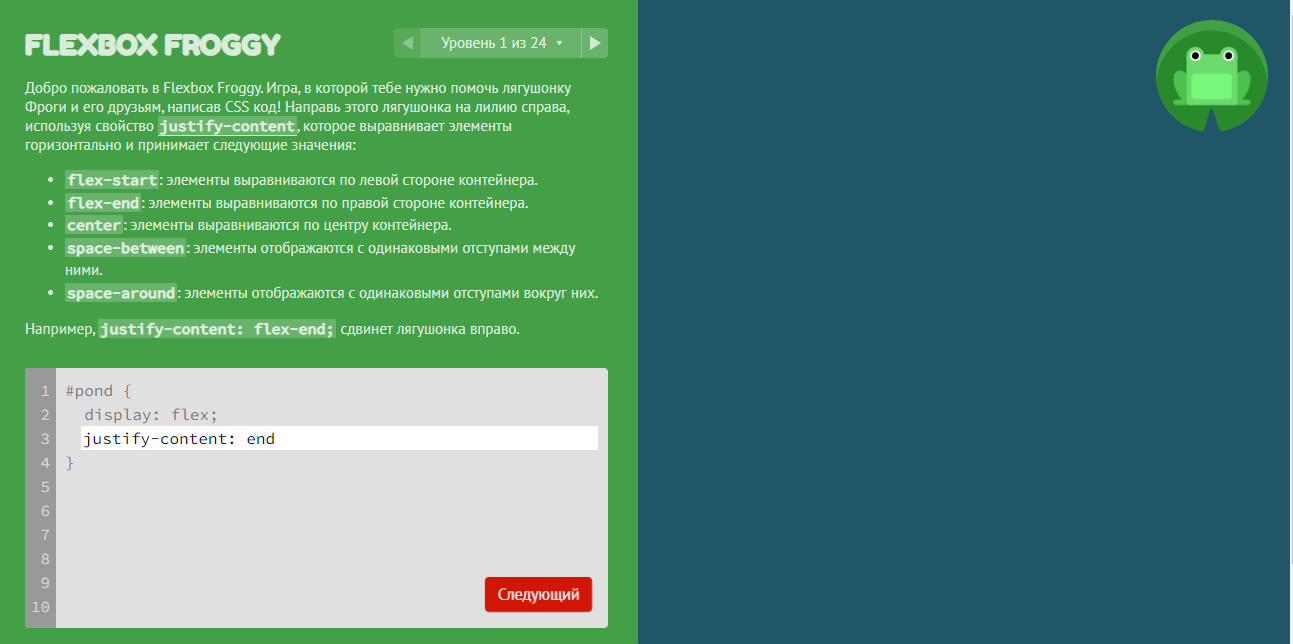 FLEXBOX FROGGY
Уровень 1 из 24
Добро пожаловать в Flexbox Froggy. Игра, в которой тебе нужно помочь лягушонку
Фроги и его друзьям, написав CSS код! Направь этого лягушонка на лилию справа,
используя свойство justify-content, которое выравнивает элементы
горизонтально и принимает следующие значения:
• flex-start: элементы выравниваются по левой стороне контейнера.
• flex-end: элементы выравниваются по правой стороне контейнера.
• center: элементы выравниваются по центру контейнера.
• space-between: элементы отображаются с одинаковыми отступами между
ними.
• space-around: элементы отображаются с одинаковыми отступами вокруг них.
Например, justify-content: flex-end; сдвинет лягушонка вправо.
1 #pond {
2 display: flex;
3 justify-content: end
4 }
5
6
7
8
9
10
Следующий